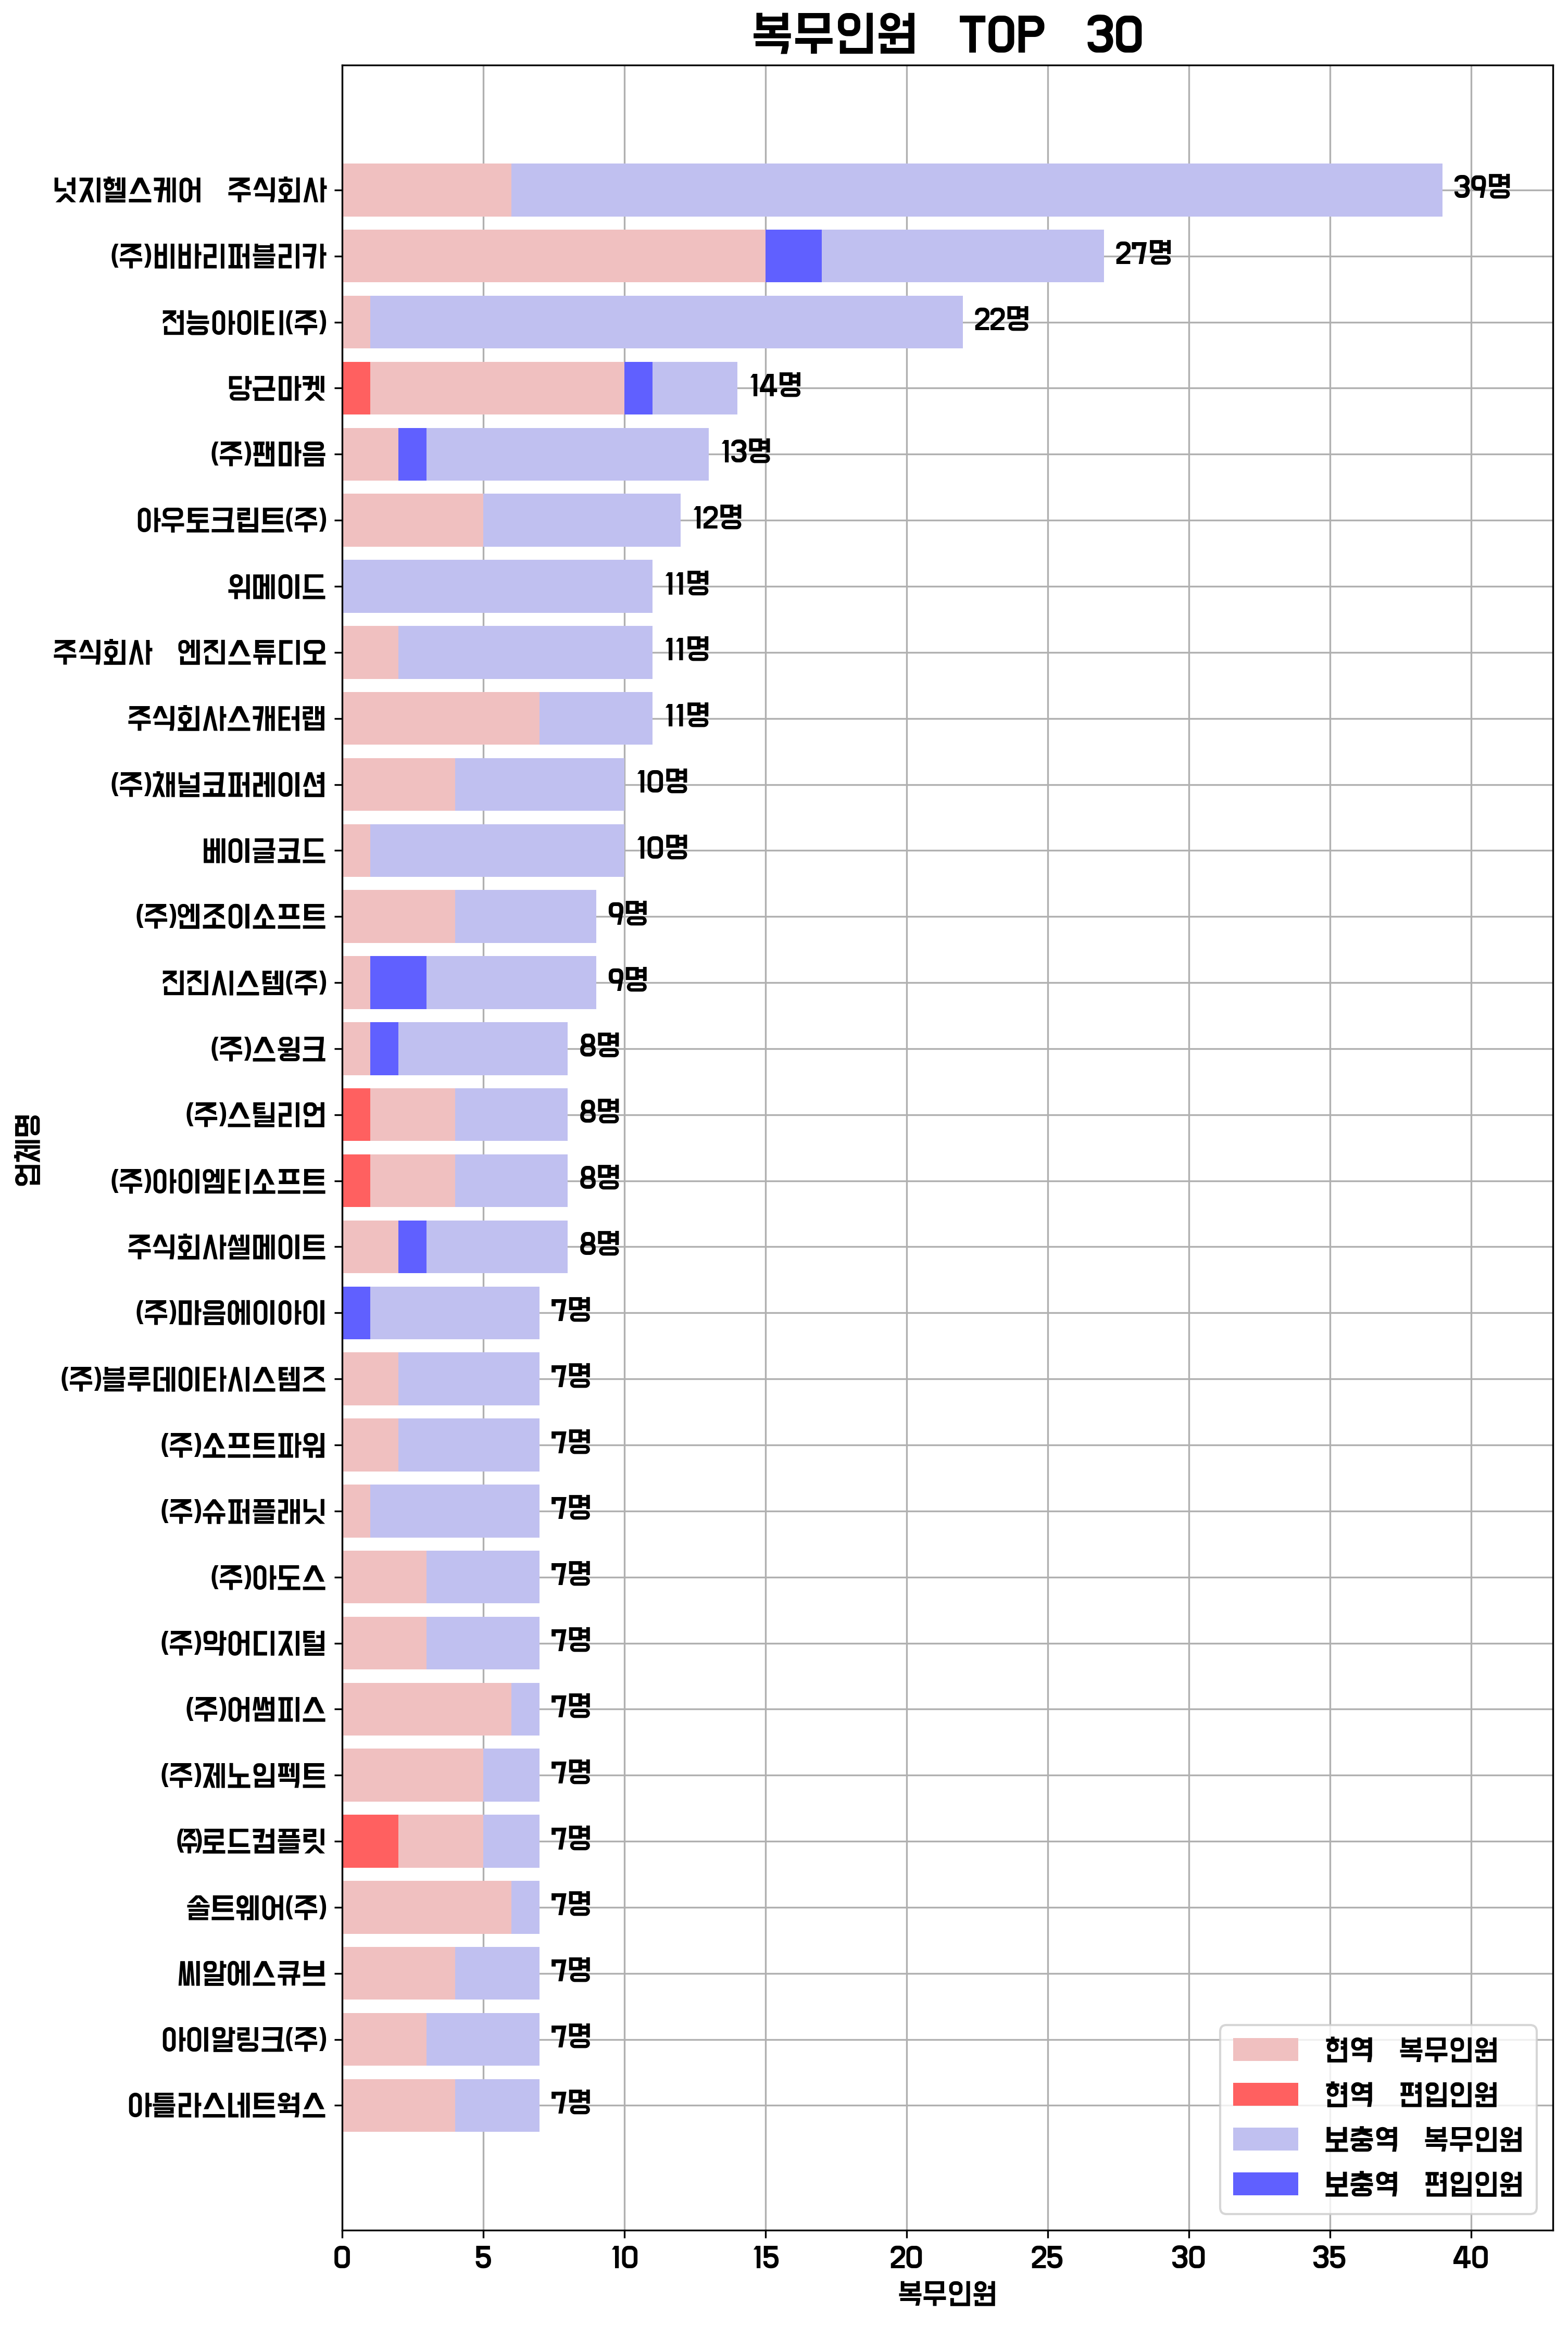 복무인원 TOP 30
넛지헬스케어 주식회사
39명
(주)비바리퍼블리카
27명
전능아이티(주)
22명
당근마켓
14명
(주)팬마음
13명
아우토크립트(주)
12명
위메이드
11명
주식회사 엔진스튜디오
11명
주식회사스캐터랩
11명
(주)채널코퍼레이션
10명
베이글코드
10명
(주)엔조이소프트
9명
진진시스템(주)
9명
(주)스윙크
8명
(주)스틸리언
8명
(주)아이엠티소프트
8명
주식회사셀메이트
8명
(주)마음에이아이
7명
(주)블루데이타시스템즈
7명
(주)소프트파워
7명
(주)슈퍼플래닛
7명
(주)아도스
7명
(주)악어디지털
7명
(주)어썸피스
7명
(주)제노임펙트
7명
㈜로드컴플릿
7명
솔트웨어(주)
7명
씨알에스큐브
7명
아이알링크(주)
7명
아틀라스네트웍스
7명
업체명
현역 복무인원
현역 편입인원
보충역 복무인원
보충역 편입인원
0 5 10 15 20 25 30 35 40
복무인원